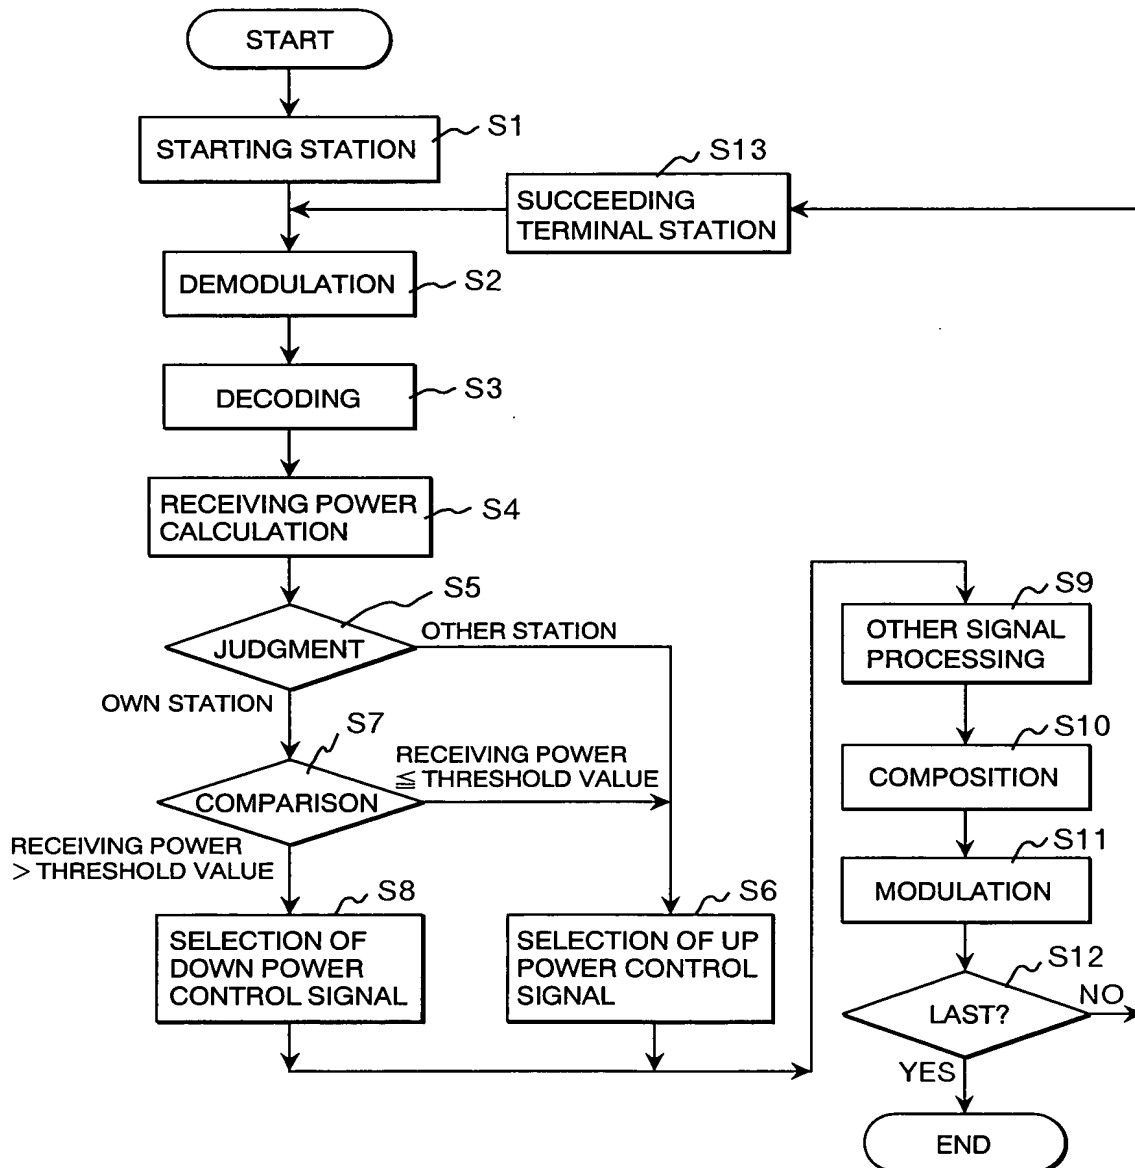 START
STARTING STATION
S1
S13
SUCCEEDING
TERMINAL STATION
DEMODULATION
S2
DECODING
S3
RECEIVING POWER
CALCULATION
S4
S5
JUDGMENT
OTHER STATION
OWN STATION
S7
COMPARISON
RECEIVING POWER
≦ THRESHOLD VALUE
RECEIVING POWER
> THRESHOLD VALUE
S8
SELECTION OF
DOWN POWER
CONTROL SIGNAL
S6
SELECTION OF UP
POWER CONTROL
SIGNAL
S9
OTHER SIGNAL
PROCESSING
S10
COMPOSITION
S11
MODULATION
S12
LAST?
NO
YES
END